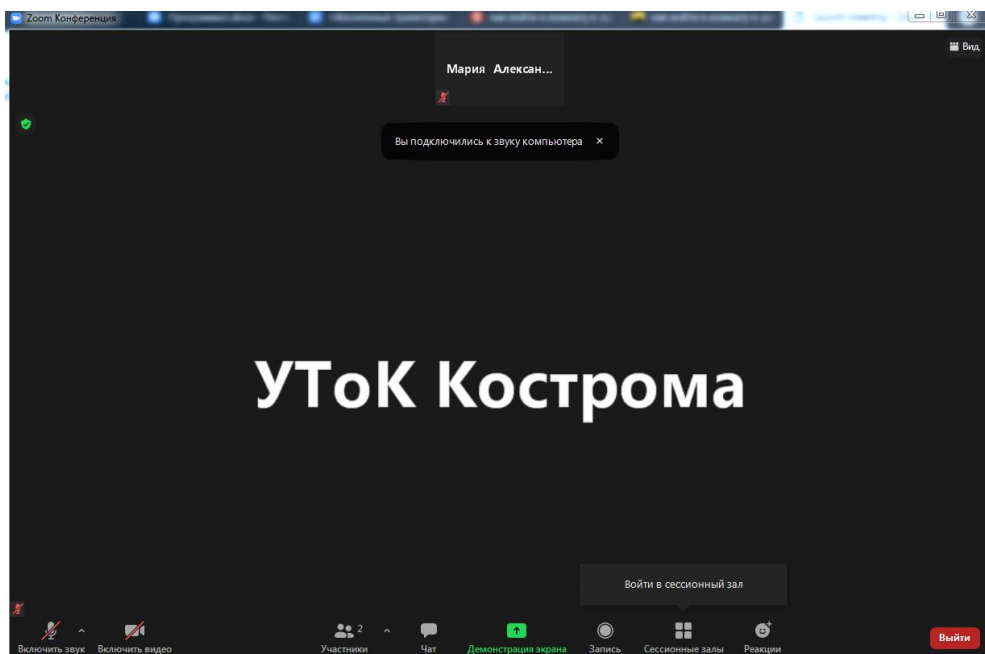 Zoom Конференция
Вид
Мария Алексан...
Вы подключились к звуку компьютера
УТоК Кострома
Войти в сессионный зал
Включить звук
Включить видео
2
Участники
Чат
Демонстрация экрана
Запись
Сессионные залы
Реакции
Выйти